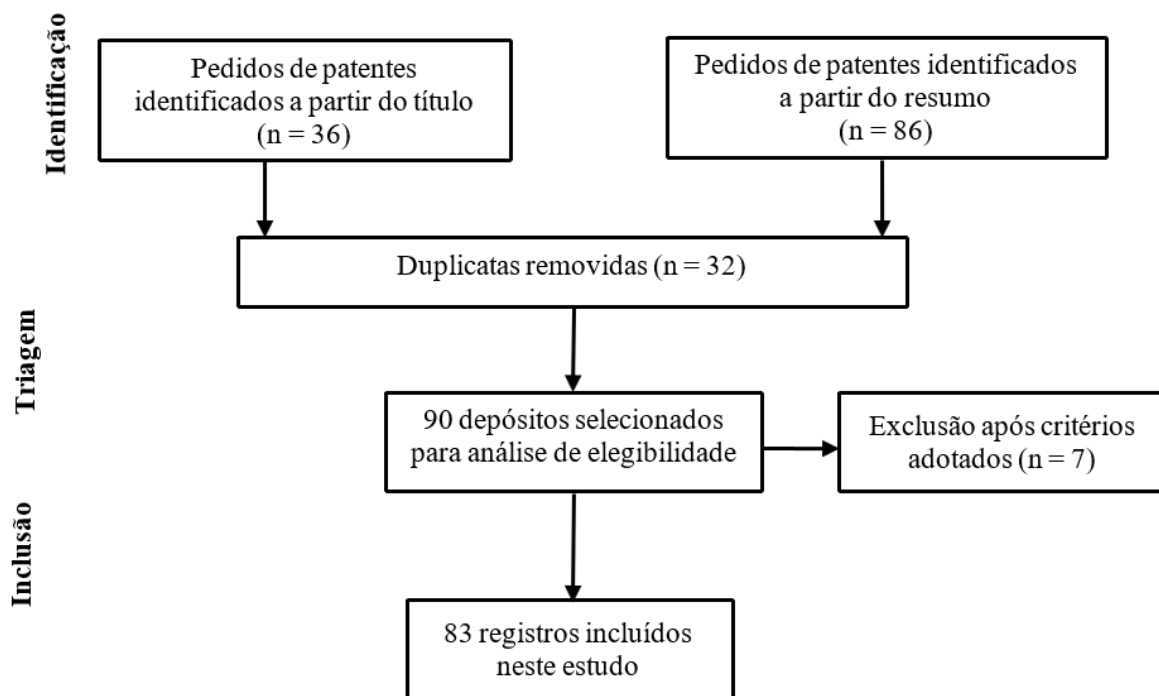 Identificação
Pedidos de patentes
identificados a partir do título
(n = 36)
Pedidos de patentes identificados
a partir do resumo
(n = 86)
Duplicatas removidas (n = 32)
Triagem
90 depósitos selecionados
para análise de elegibilidade
Exclusão após critérios
adotados (n = 7)
Inclusão
83 registros incluídos
neste estudo